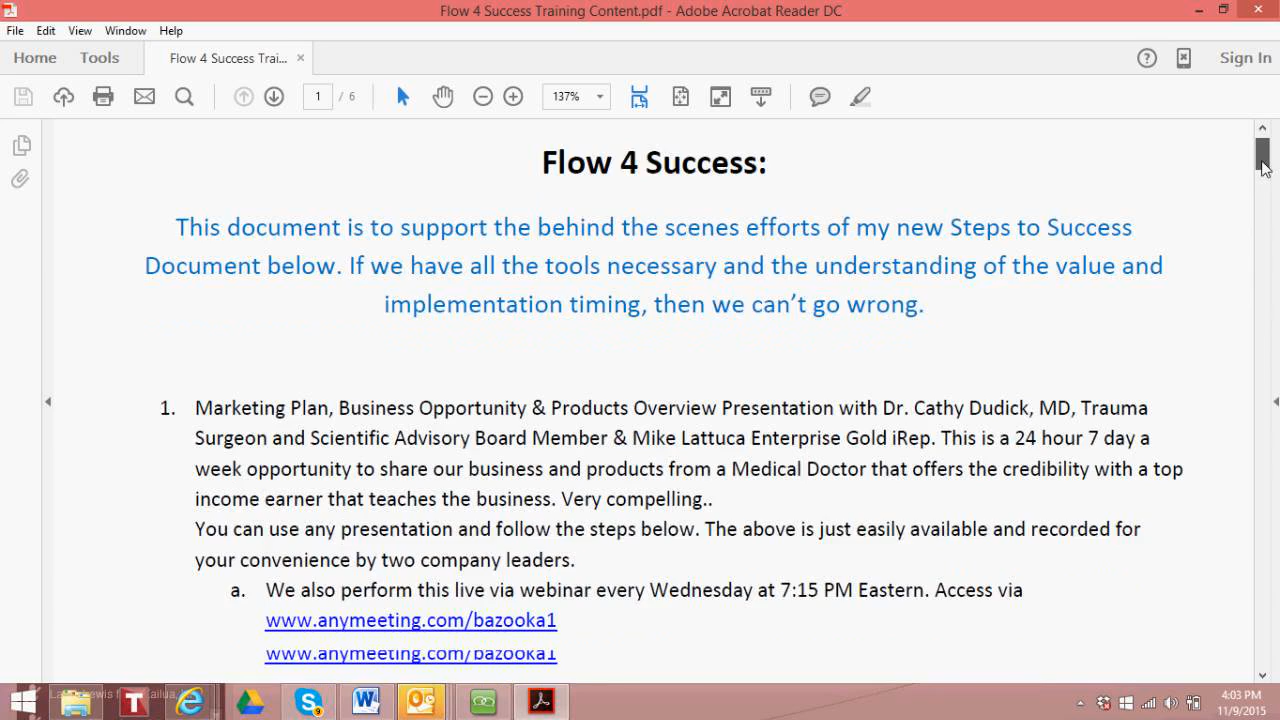 Flow 4 Success Training Content.pdf - Adobe Acrobat Reader DC
File Edit View Window Help
Home Tools Flow 4 Success Trai... × Sign In
1 / 6 137%
Flow 4 Success:
This document is to support the behind the scenes efforts of my new Steps to Success
Document below. If we have all the tools necessary and the understanding of the value and
implementation timing, then we can’t go wrong.
1. Marketing Plan, Business Opportunity & Products Overview Presentation with Dr. Cathy Dudick, MD, Trauma
Surgeon and Scientific Advisory Board Member & Mike Lattuca Enterprise Gold iRep. This is a 24 hour 7 day a
week opportunity to share our business and products from a Medical Doctor that offers the credibility with a top
income earner that teaches the business. Very compelling..
You can use any presentation and follow the steps below. The above is just easily available and recorded for
your convenience by two company leaders.
a. We also perform this live via webinar every Wednesday at 7:15 PM Eastern. Access via
www.anymeeting.com/bazooka1
www.anymeeting.com/bazooka1
4:03 PM
11/9/2015